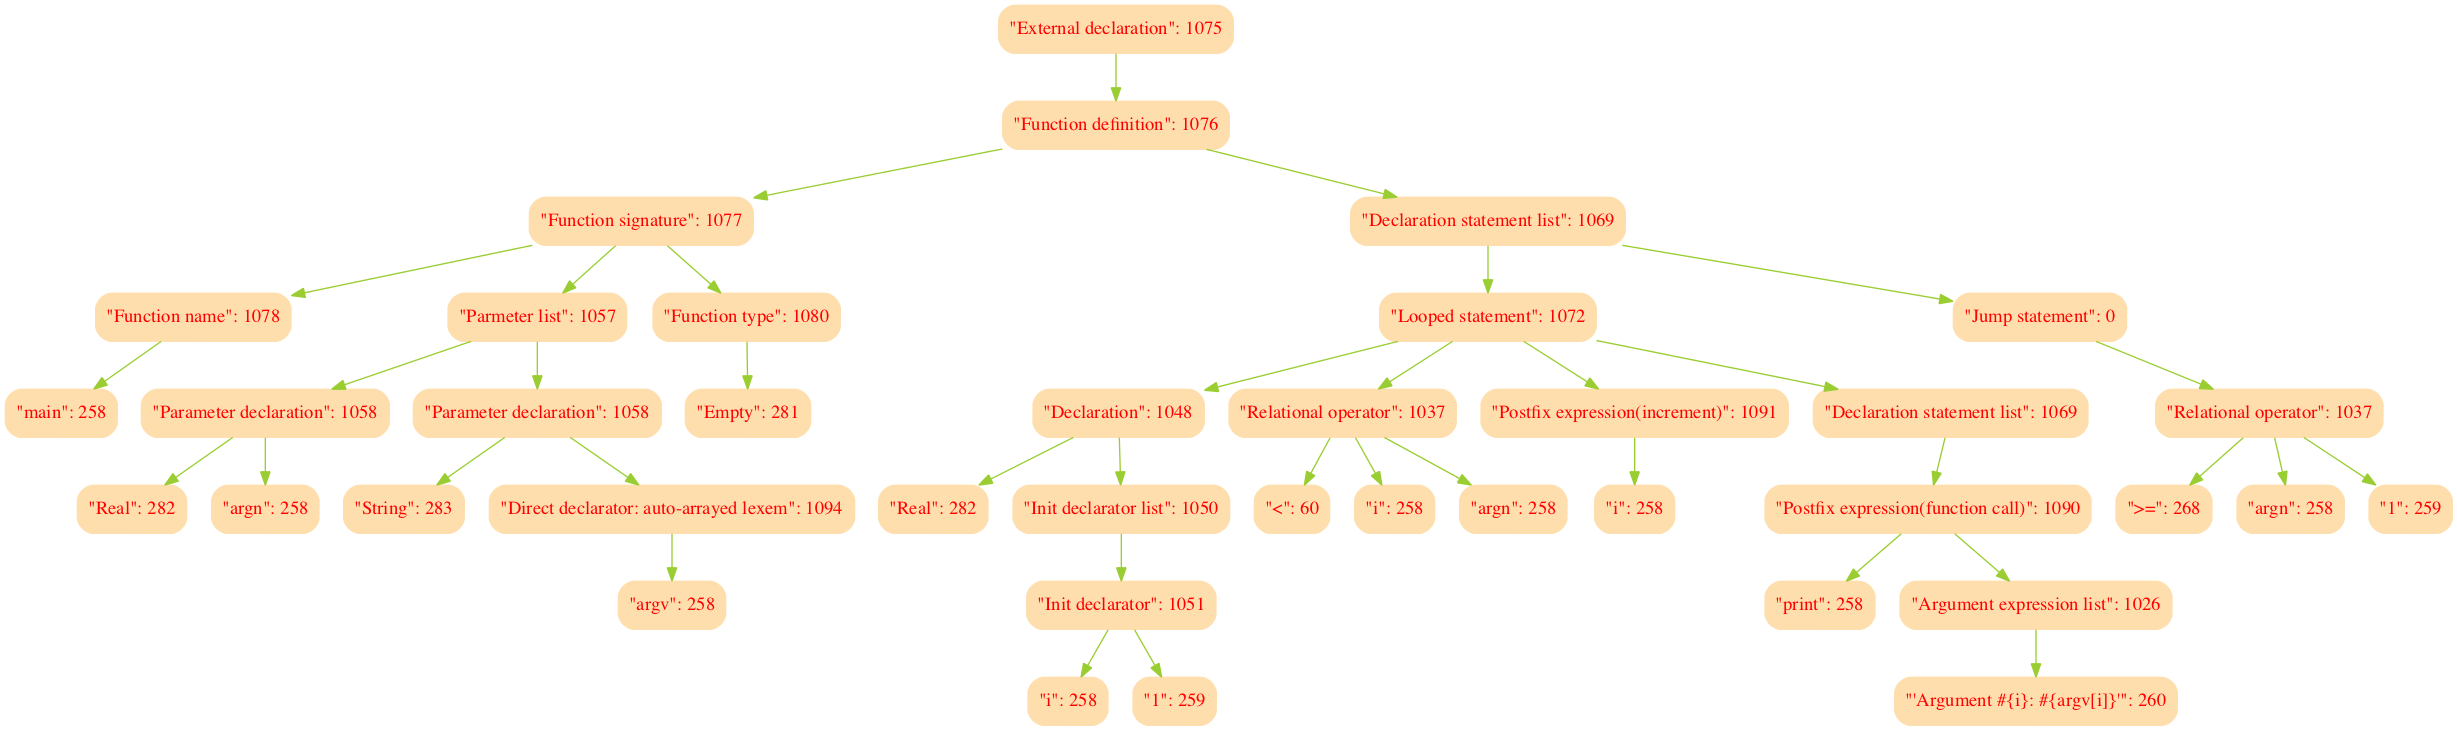 "External declaration": 1075
"Function definition": 1076
"Function signature": 1077
"Declaration statement list": 1069
"Function name": 1078
"Parmeter list": 1057
"Function type": 1080
"Looped statement": 1072
"Jump statement": 0
"main": 258
"Parameter declaration": 1058
"Parameter declaration": 1058
"Empty": 281
"Declaration": 1048
"Relational operator": 1037
"Postfix expression(increment)": 1091
"Declaration statement list": 1069
"Relational operator": 1037
"Real": 282
"argn": 258
"String": 283
"Direct declarator: auto-arrayed lexem": 1094
"Real": 282
"Init declarator list": 1050
"<": 60
"i": 258
"argn": 258
"i": 258
"Postfix expression(function call)": 1090
">=": 268
"argn": 258
"1": 259
"argv": 258
"Init declarator": 1051
"print": 258
"Argument expression list": 1026
"i": 258
"1": 259
"'Argument #{i}: #{argv[i]}'": 260